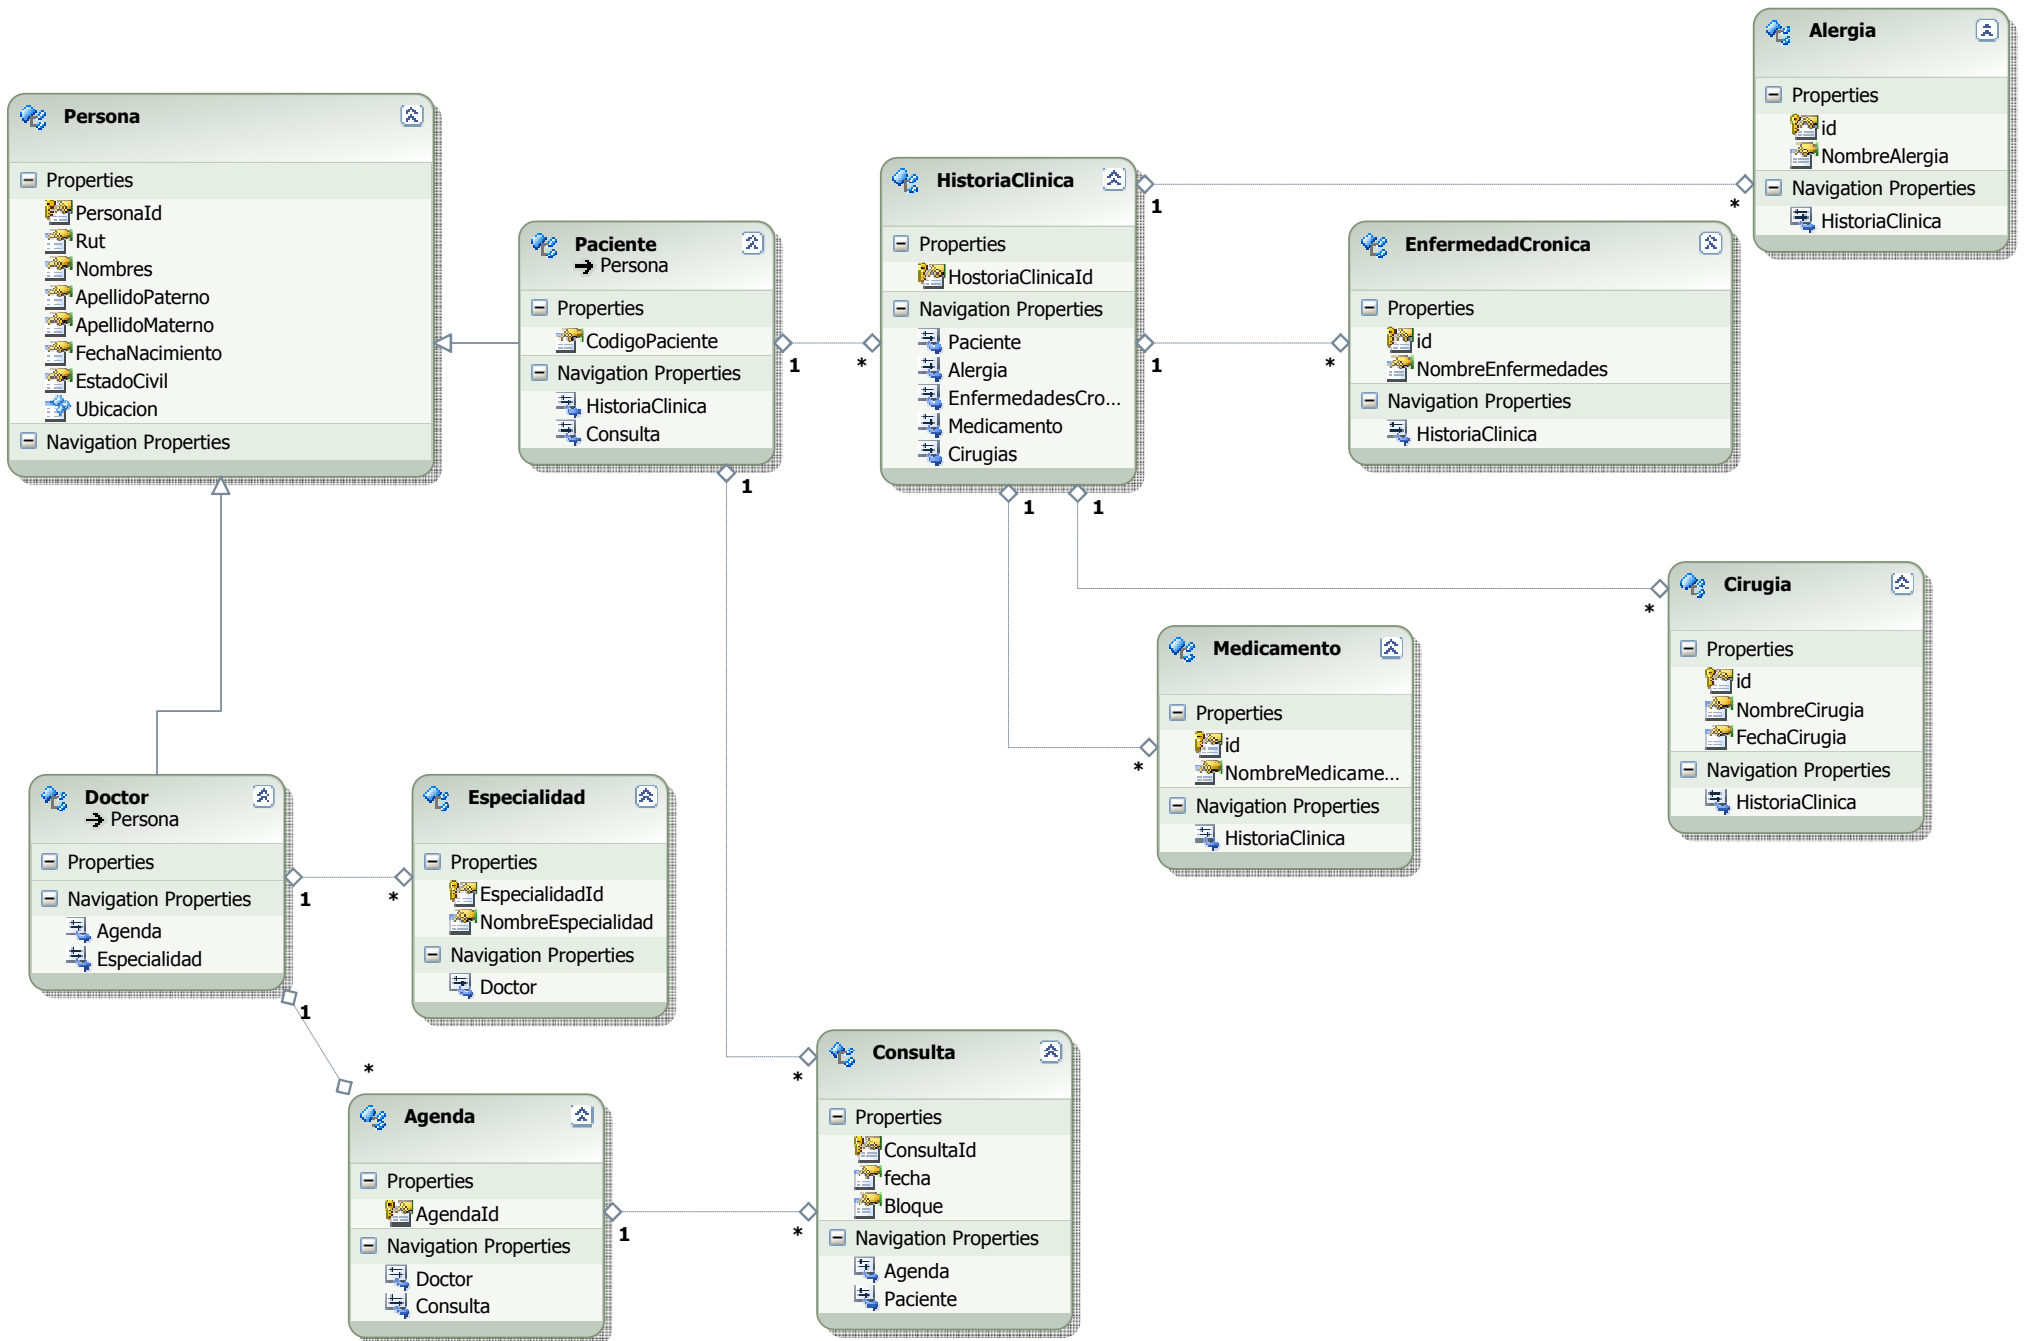 Persona
Properties
PersonaId
Rut
Nombres
ApellidoPaterno
ApellidoMaterno
FechaNacimiento
EstadoCivil
Ubicacion
Navigation Properties
Paciente
Persona
Properties
CodigoPaciente
Navigation Properties
HistoriaClinica
Consulta
1
*
1
HistoriaClinica
Properties
HostoriaClinicaId
Navigation Properties
Paciente
Alergia
EnfermedadesCro...
Medicamento
Cirugias
1
*
1
*
1
1
Alergia
Properties
id
NombreAlergia
Navigation Properties
HistoriaClinica
EnfermedadCronica
Properties
id
NombreEnfermedades
Navigation Properties
HistoriaClinica
*
Medicamento
Properties
id
NombreMedicame...
Navigation Properties
HistoriaClinica
*
Cirugia
Properties
id
NombreCirugia
FechaCirugia
Navigation Properties
HistoriaClinica
Doctor
Persona
Properties
Navigation Properties
Agenda
Especialidad
1
*
1
*
Especialidad
Properties
EspecialidadId
NombreEspecialidad
Navigation Properties
Doctor
Agenda
Properties
AgendaId
Navigation Properties
Doctor
Consulta
1
*
*
Consulta
Properties
ConsultaId
fecha
Bloque
Navigation Properties
Agenda
Paciente